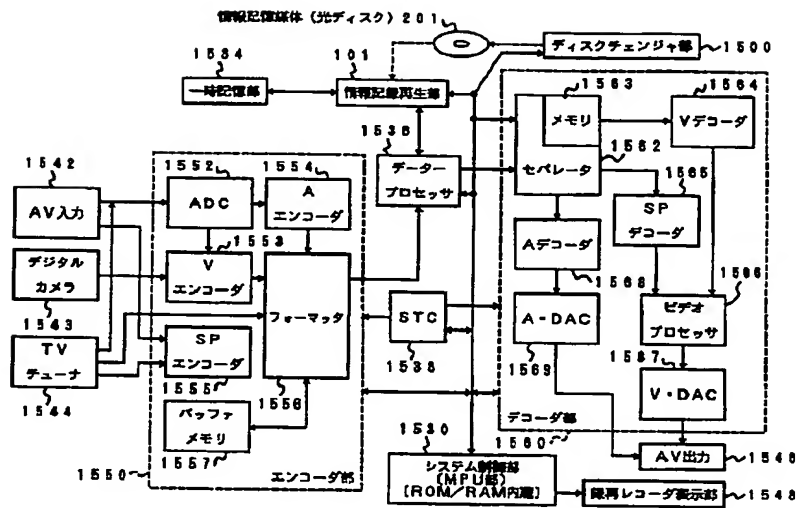 情報記憶媒体（光ディスク）201
ディスクチェンジャ部
1500
1534
101
一時記憶部
情報記録再生部
1563
1564
メモリ
Vデコーダ
1536
1562
セパレータ
データー
プロセッサ
1542
1552
1554
1565
AV入力
ADC
A
エンコーダ
SP
デコーダ
1553
Aデコーダ
デジタル
カメラ
V
エンコーダ
1568
1566
1543
フォーマッタ
STC
A・DAC
ビデオ
プロセッサ
TV
チューナ
SP
エンコーダ
1538
1569
1567
1544
1555
1556
V・DAC
バッファ
メモリ
デコーダ部
1530
1560
1550
1557
エンコーダ部
システム制御部
(MPU部)
[ROM／RAM内蔵]
AV出力
1546
録再レコーダ表示部
1548